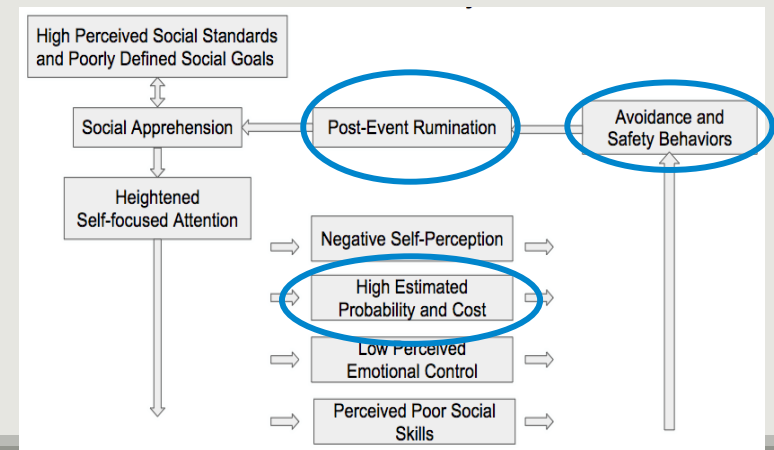 High Perceived Social Standards
and Poorly Defined Social Goals
Social Apprehension
Post-Event Rumination
Avoidance and
Safety Behaviors
Heightened
Self-focused Attention
Negative Self-Perception
High Estimated
Probability and Cost
Low Perceived
Emotional Control
Perceived Poor Social
Skills